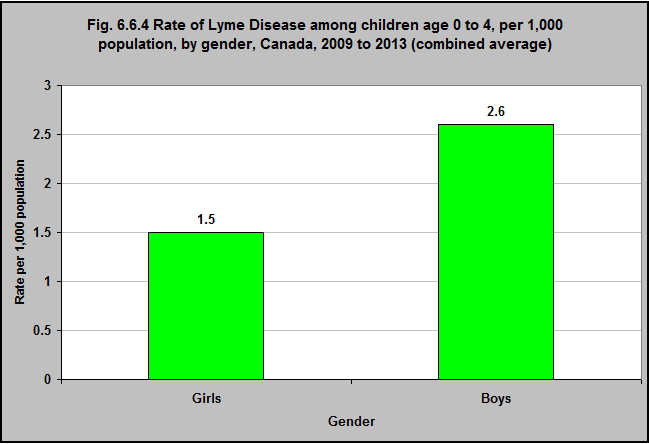 Fig. 6.6.4 Rate of Lyme Disease among children age 0 to 4, per 1,000
population, by gender, Canada, 2009 to 2013 (combined average)
Rate per 1,000 population
3
2.5
2
1.5
1
0.5
0
1.5
2.6
Girls
Boys
Gender